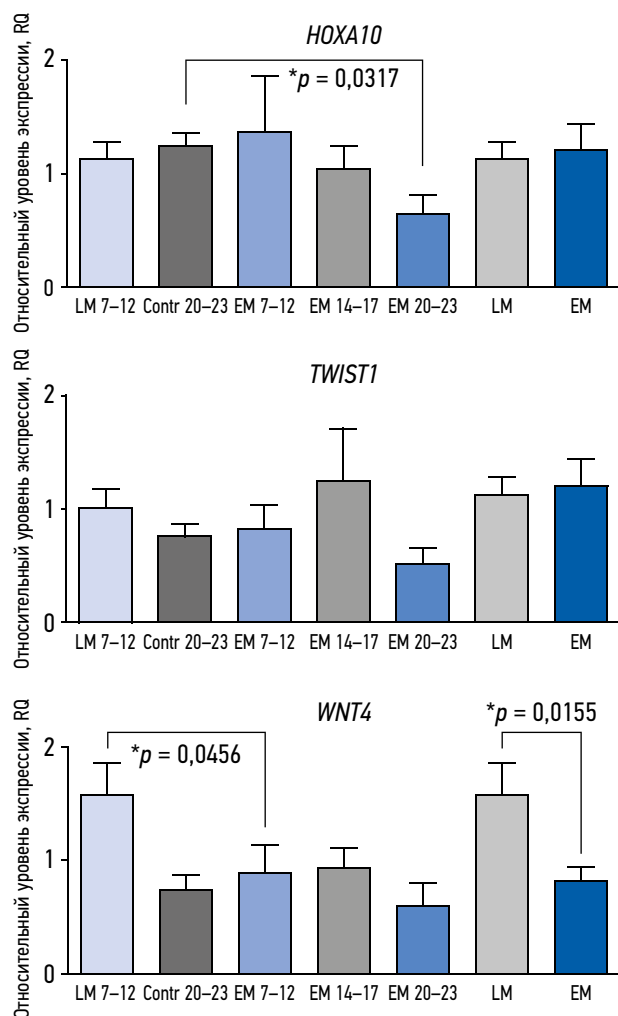 HOXA10
Относительный уровень экспрессии, RQ
2
*p = 0,0317
1
0
LM 7–12 Contr 20–23 EM 7–12 EM 14–17 EM 20–23 LM EM
TWIST1
Относительный уровень экспрессии, RQ
2
1
0
LM 7–12 Contr 20–23 EM 7–12 EM 14–17 EM 20–23 LM EM
WNT4
Относительный уровень экспрессии, RQ
*p = 0,0155
2
*p = 0,0456
1
0
LM 7–12 Contr 20–23 EM 7–12 EM 14–17 EM 20–23 LM EM